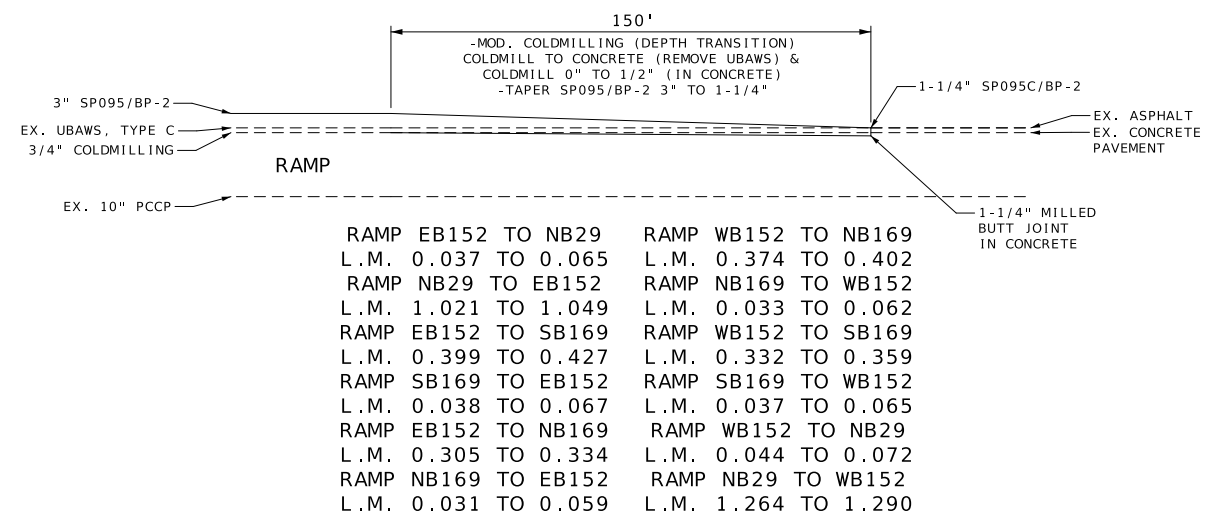 150'
-MOD. COLDMILLING (DEPTH TRANSITION)
COLDMILL TO CONCRETE (REMOVE UBAWS) &
COLDMILL 0" TO 1/2" (IN CONCRETE)
-TAPER SP095/BP-2 3" TO 1-1/4"
1-1/4" SP095C/BP-2
3" SP095/BP-2
EX. UBAWS, TYPE C
3/4" COLDMILLING
EX. ASPHALT
EX. CONCRETE
PAVEMENT
RAMP
EX. 10" PCCP
1-1/4" MILLED
BUTT JOINT
IN CONCRETE
RAMP EB152 TO NB29
L.M. 0.037 TO 0.065
RAMP NB29 TO EB152
L.M. 1.021 TO 1.049
RAMP EB152 TO SB169
L.M. 0.399 TO 0.427
RAMP SB169 TO EB152
L.M. 0.038 TO 0.067
RAMP EB152 TO NB169
L.M. 0.305 TO 0.334
RAMP NB169 TO EB152
L.M. 0.031 TO 0.059
RAMP WB152 TO NB169
L.M. 0.374 TO 0.402
RAMP NB169 TO WB152
L.M. 0.033 TO 0.062
RAMP WB152 TO SB169
L.M. 0.332 TO 0.359
RAMP SB169 TO WB152
L.M. 0.037 TO 0.065
RAMP WB152 TO NB29
L.M. 0.044 TO 0.072
RAMP NB29 TO WB152
L.M. 1.264 TO 1.290